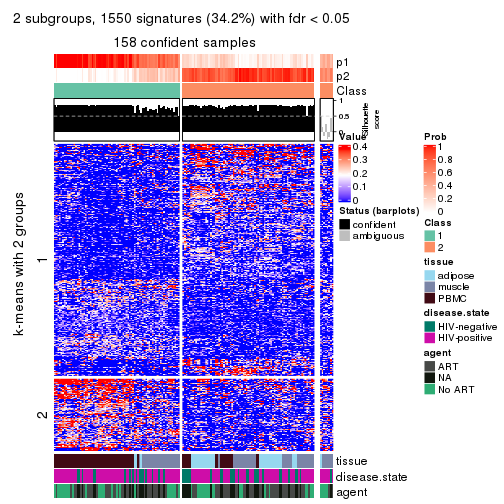 2 subgroups, 1550 signatures (34.2%) with fdr < 0.05
158 confident samples
p1
p2
Class
1
0.5
0
Silhouette
score
k-means with 2 groups
1
2
tissue
disease.state
agent
Value
0.4
0.3
0.2
0.1
0
Status (barplots)
confident
ambiguous
Prob
1
0.8
0.6
0.4
0.2
0
Class
1
2
tissue
adipose
muscle
PBMC
disease.state
HIV-negative
HIV-positive
agent
ART
NA
No ART